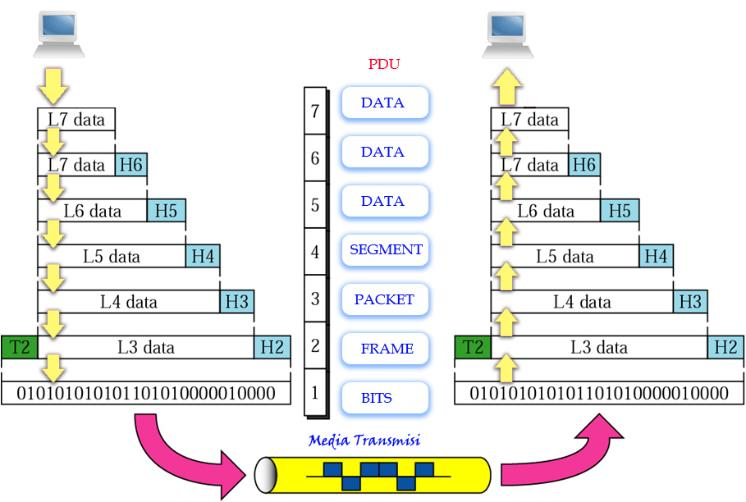 PDU
L7 data
L7 data H6
L6 data H5
L5 data H4
L4 data H3
T2 L3 data H2
010101010101101010000010000
7 DATA
6 DATA
5 DATA
4 SEGMENT
3 PACKET
2 FRAME
1 BITS
L7 data
L7 data H6
L6 data H5
L5 data H4
L4 data H3
T2 L3 data H2
010101010101101010000010000
Media Transmisi